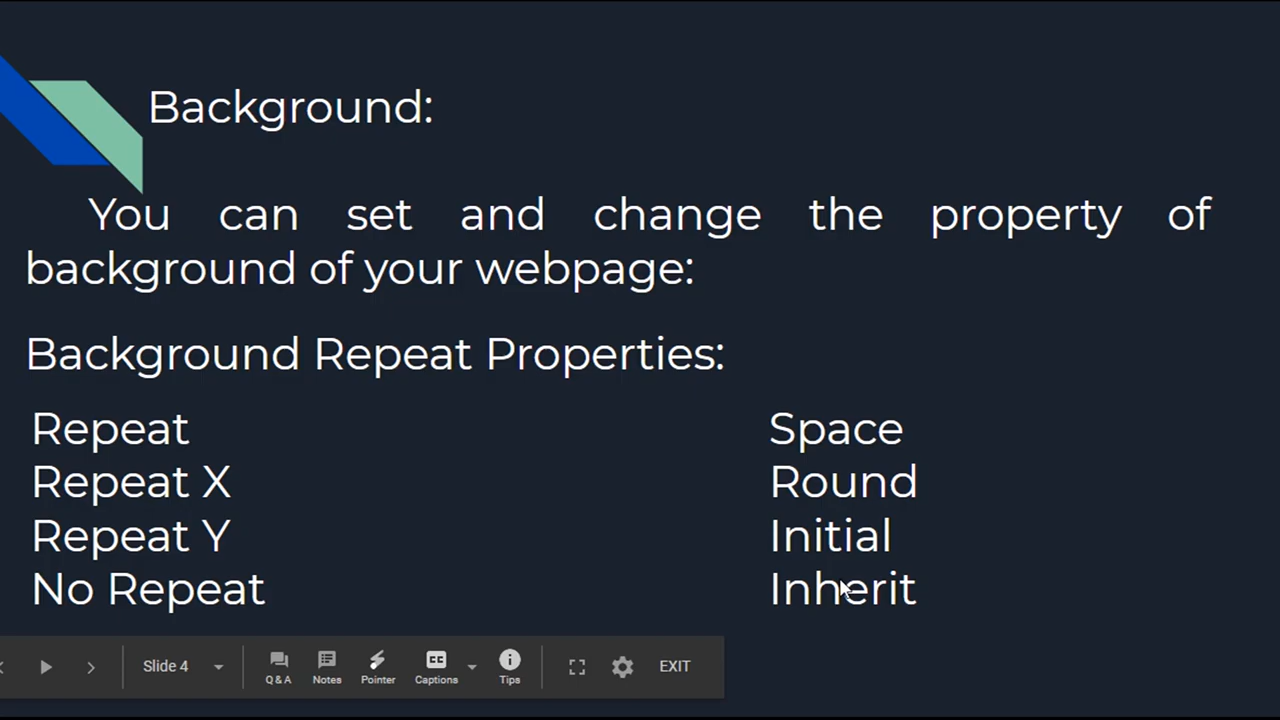 Background:
You can set and change the property of
background of your webpage:
Background Repeat Properties:
Repeat
Repeat X
Repeat Y
No Repeat
Space
Round
Initial
Inherit
Slide 4
Q & A
Notes
Pointer
CC
Captions
Tips
EXIT